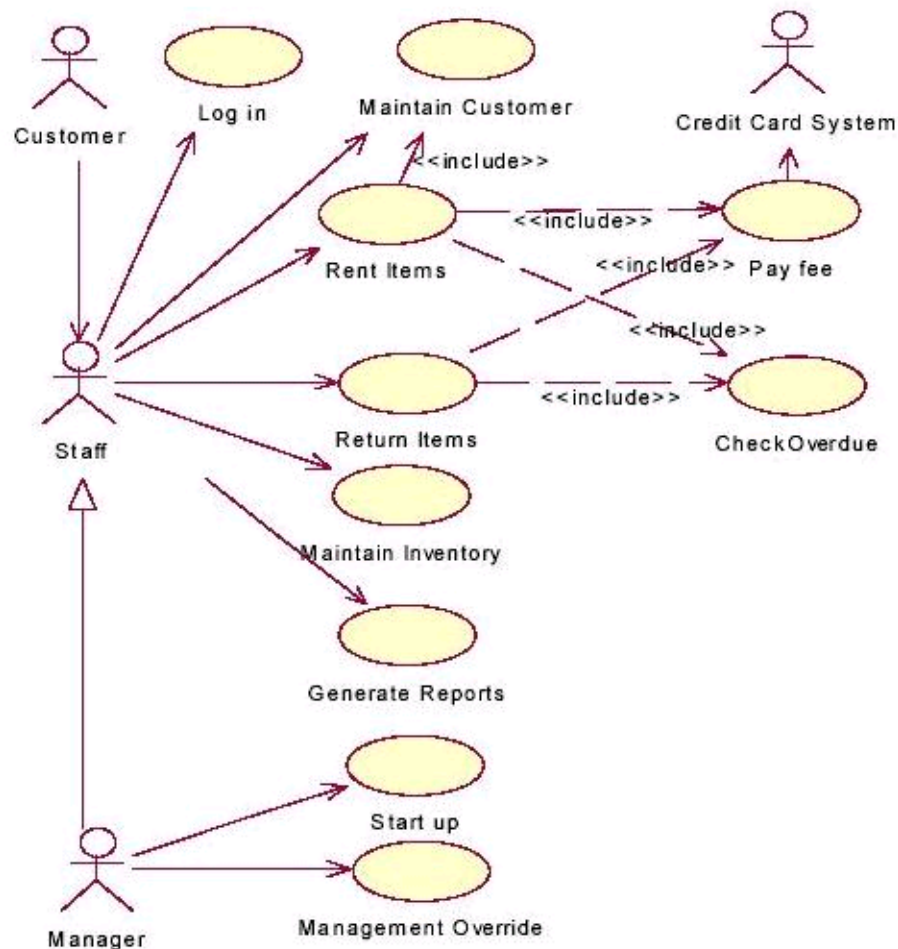 Customer
Log in
Maintain Customer
Credit Card System
<<include>>
Rent Items
<<include>>
<<include>>
Pay fee
<<include>>
Staff
Return Items
<<include>>
CheckOverdue
Maintain Inventory
Generate Reports
Start up
Management Override
Manager